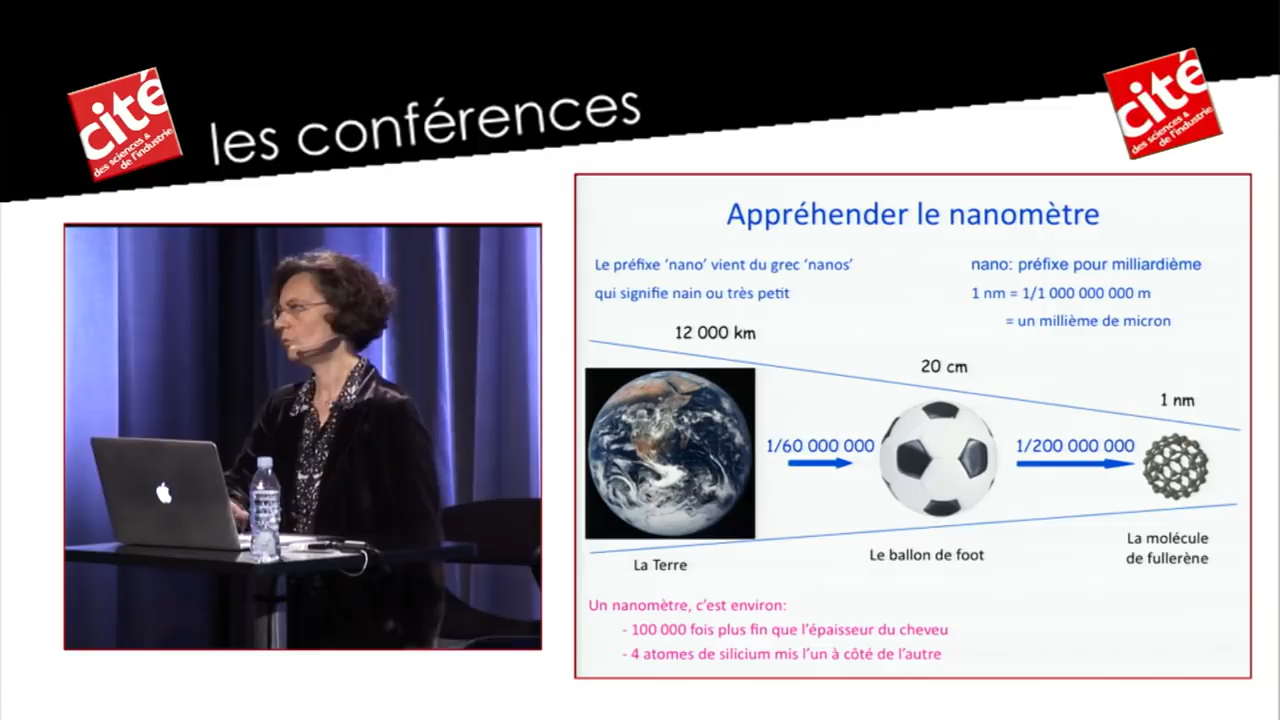 cité
des sciences &
de l'industrie
les conférences
cité
des sciences &
de l'industrie
Appréhender le nanomètre
Le préfixe 'nano' vient du grec 'nanos'
qui signifie nain ou très petit
nano: préfixe pour milliardième
1 nm = 1/1 000 000 000 m
= un millième de micron
12 000 km
20 cm
1 nm
1/60 000 000
1/200 000 000
La Terre
Le ballon de foot
La molécule
de fullerène
Un nanomètre, c'est environ:
- 100 000 fois plus fin que l'épaisseur du cheveu
- 4 atomes de silicium mis l'un à côté de l'autre